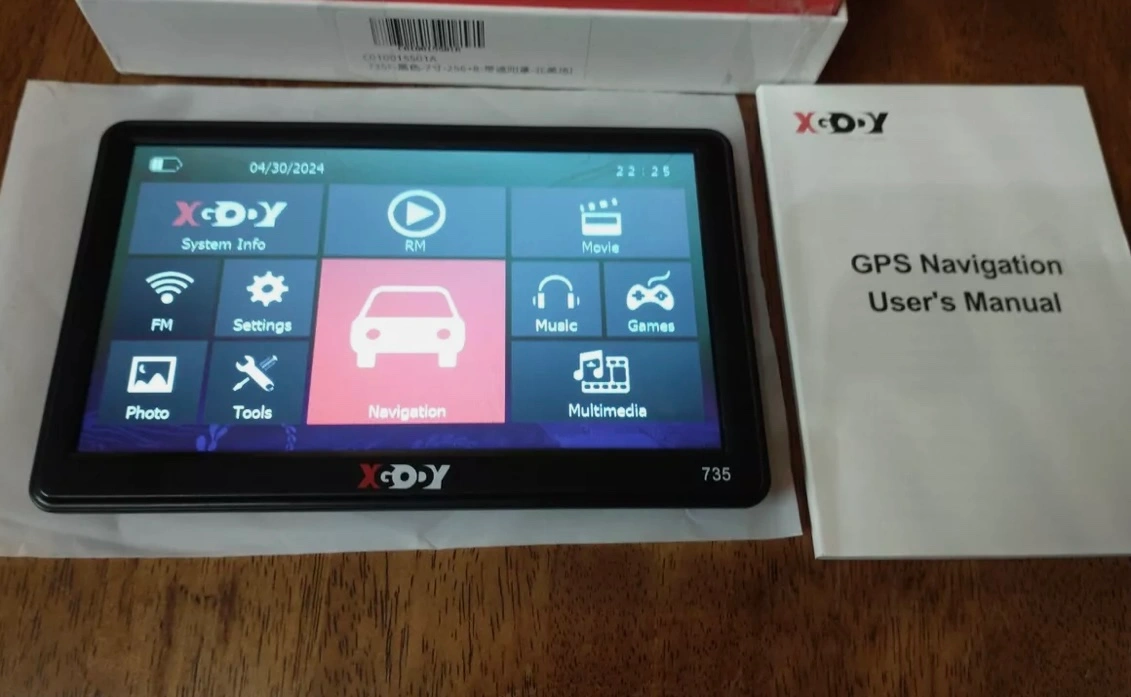 XGODY
GPS Navigation
User's Manual
04/30/2024
22:25
XGODY
System Info
RM
Movie
FM
Settings
Music
Games
Photo
Tools
Navigation
Multimedia
XGODY
735